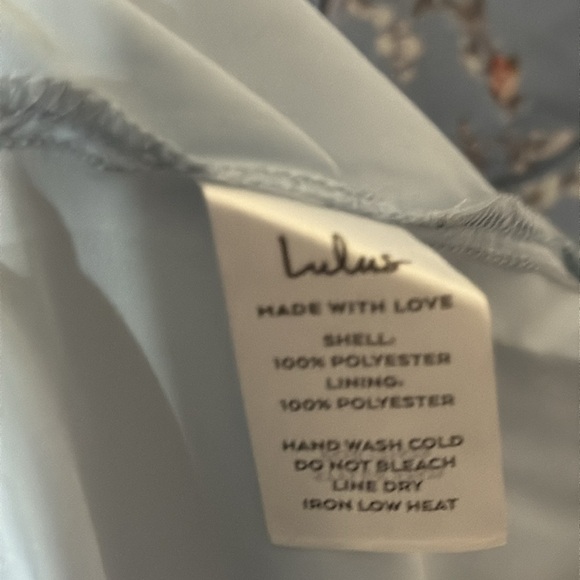 Lulus
MADE WITH LOVE
SHELL:
100% POLYESTER
LINING:
100% POLYESTER
HAND WASH COLD
DO NOT BLEACH
LINE DRY
IRON LOW HEAT